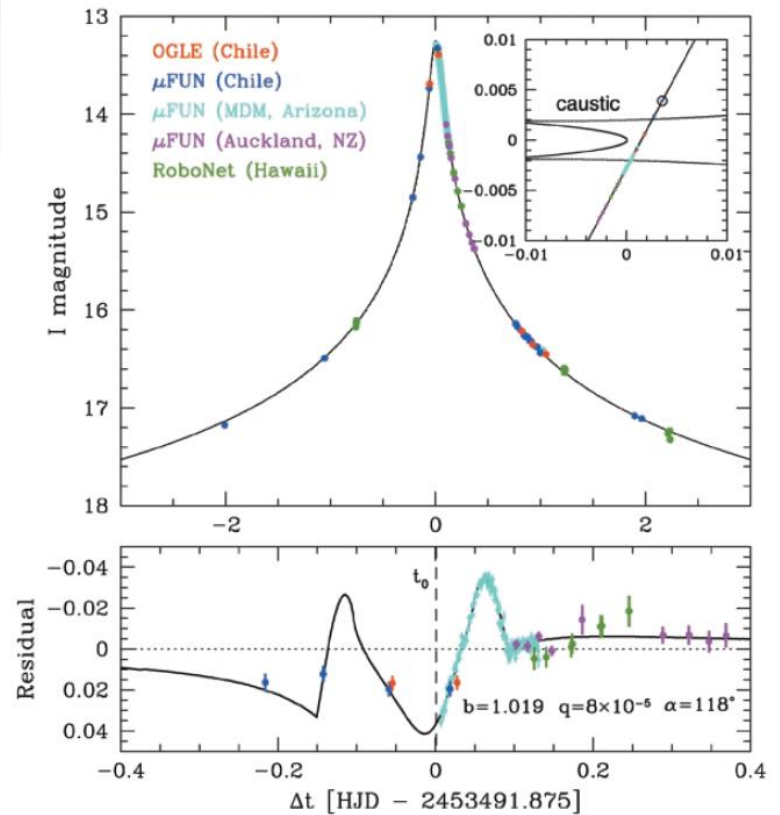 13
14
15
16
17
18
I magnitude
OGLE (Chile)
μFUN (Chile)
μFUN (MDM, Arizona)
μFUN (Auckland, NZ)
RoboNet (Hawaii)
0.01
0.005
0
−0.005
−0.01
caustic
−0.01 0 0.01
−2 0 2
−0.04
−0.02
0
0.02
0.04
Residual
t₀
b=1.019 q=8×10⁻⁵ α=118°
−0.4 −0.2 0 0.2 0.4
Δt [HJD − 2453491.875]